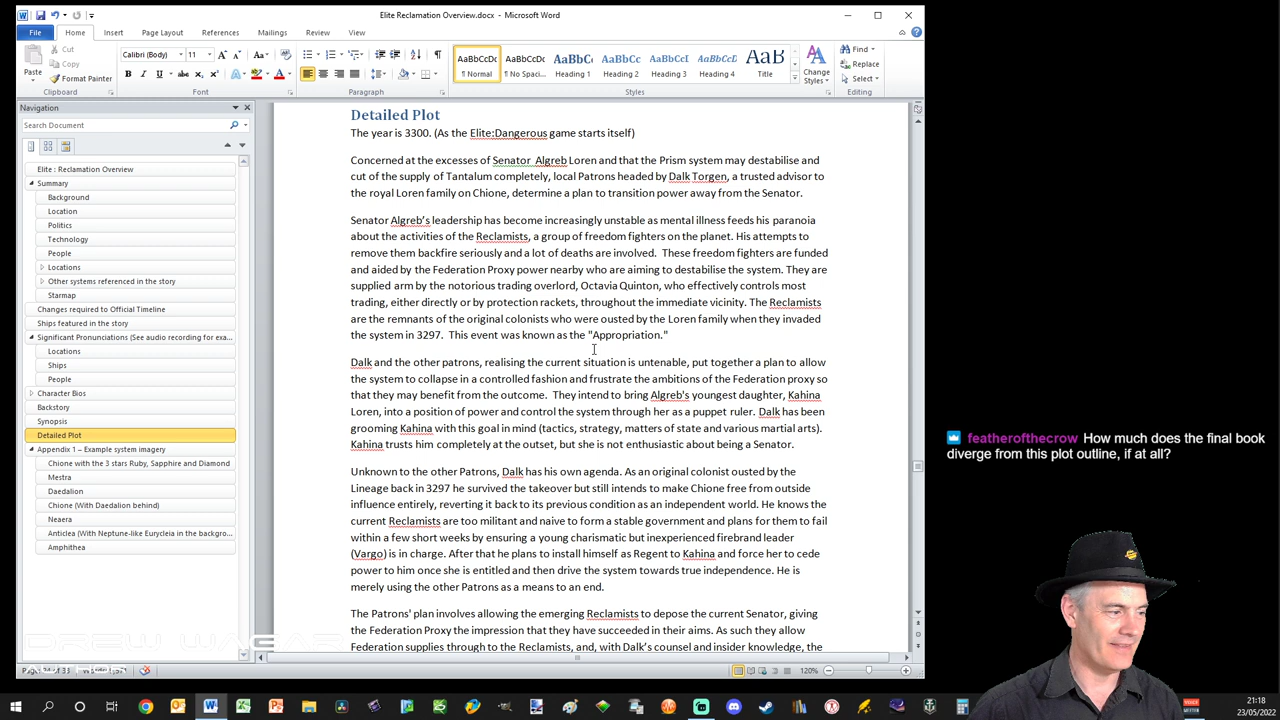 Elite Reclamation Overview.docx - Microsoft Word
File Home Insert Page Layout References Mailings Review View
Cut
Copy
Format Painter
Paste
Clipboard
Calibri (Body) 11
Font
Paragraph
AaBbCcDc AaBbCcDc AaBbC AaBbCc AaBbCcI AaBbCcI AaB
¶ Normal ¶ No Spaci... Heading 1 Heading 2 Heading 3 Heading 4 Title
Change Styles
Styles
Find
Replace
Select
Editing
Navigation
Search Document
Elite : Reclamation Overview
Summary
Background
Location
Politics
Technology
People
Locations
Other systems referenced in the story
Starmap
Changes required to Official Timeline
Ships featured in the story
Significant Pronunciations (See audio recording for exa...
Locations
Ships
People
Character Bios
Backstory
Synopsis
Detailed Plot
Appendix 1 – Example system imagery
Chione with the 3 stars Ruby, Sapphire and Diamond
Mestra
Daedalion
Chione (With Daedalion behind)
Neaera
Anticlea (With Neptune-like Eurycleia in the backgro...
Amphithea
Detailed Plot
The year is 3300. (As the Elite:Dangerous game starts itself)
Concerned at the excesses of Senator Algreb Loren and that the Prism system may destabilise and
cut of the supply of Tantalum completely, local Patrons headed by Dalk Torgen, a trusted advisor to
the royal Loren family on Chione, determine a plan to transition power away from the Senator.
Senator Algreb's leadership has become increasingly unstable as mental illness feeds his paranoia
about the activities of the Reclamists, a group of freedom fighters on the planet. His attempts to
remove them backfire seriously and a lot of deaths are involved. These freedom fighters are funded
and aided by the Federation Proxy power nearby who are aiming to destabilise the system. They are
supplied arm by the notorious trading overlord, Octavia Quinton, who effectively controls most
trading, either directly or by protection rackets, throughout the immediate vicinity. The Reclamists
are the remnants of the original colonists who were ousted by the Loren family when they invaded
the system in 3297. This event was known as the "Appropriation."
Dalk and the other patrons, realising the current situation is untenable, put together a plan to allow
the system to collapse in a controlled fashion and frustrate the ambitions of the Federation proxy so
that they may benefit from the outcome. They intend to bring Algreb's youngest daughter, Kahina
Loren, into a position of power and control the system through her as a puppet ruler. Dalk has been
grooming Kahina with this goal in mind (tactics, strategy, matters of state and various martial arts).
Kahina trusts him completely at the outset, but she is not enthusiastic about being a Senator.
Unknown to the other Patrons, Dalk has his own agenda. As an original colonist ousted by the
Lineage back in 3297 he survived the takeover but still intends to make Chione free from outside
influence entirely, reverting it back to its previous condition as an independent world. He knows the
current Reclamists are too militant and naive to form a stable government and plans for them to fail
within a few short weeks by ensuring a young charismatic but inexperienced firebrand leader
(Vargo) is in charge. After that he plans to install himself as Regent to Kahina and force her to cede
power to him once she is entitled and then drive the system towards true independence. He is
merely using the other Patrons as a means to an end.
The Patrons' plan involves allowing the emerging Reclamists to depose the current Senator, giving
the Federation Proxy the impression that they have succeeded in their aims. As such they allow
Federation supplies through to the Reclamists, and, with Dalk's counsel and insider knowledge, the
featherofthecrow How much does the final book
diverge from this plot outline, if at all?
DREW WAGAR
120%
21:18
23/05/2022